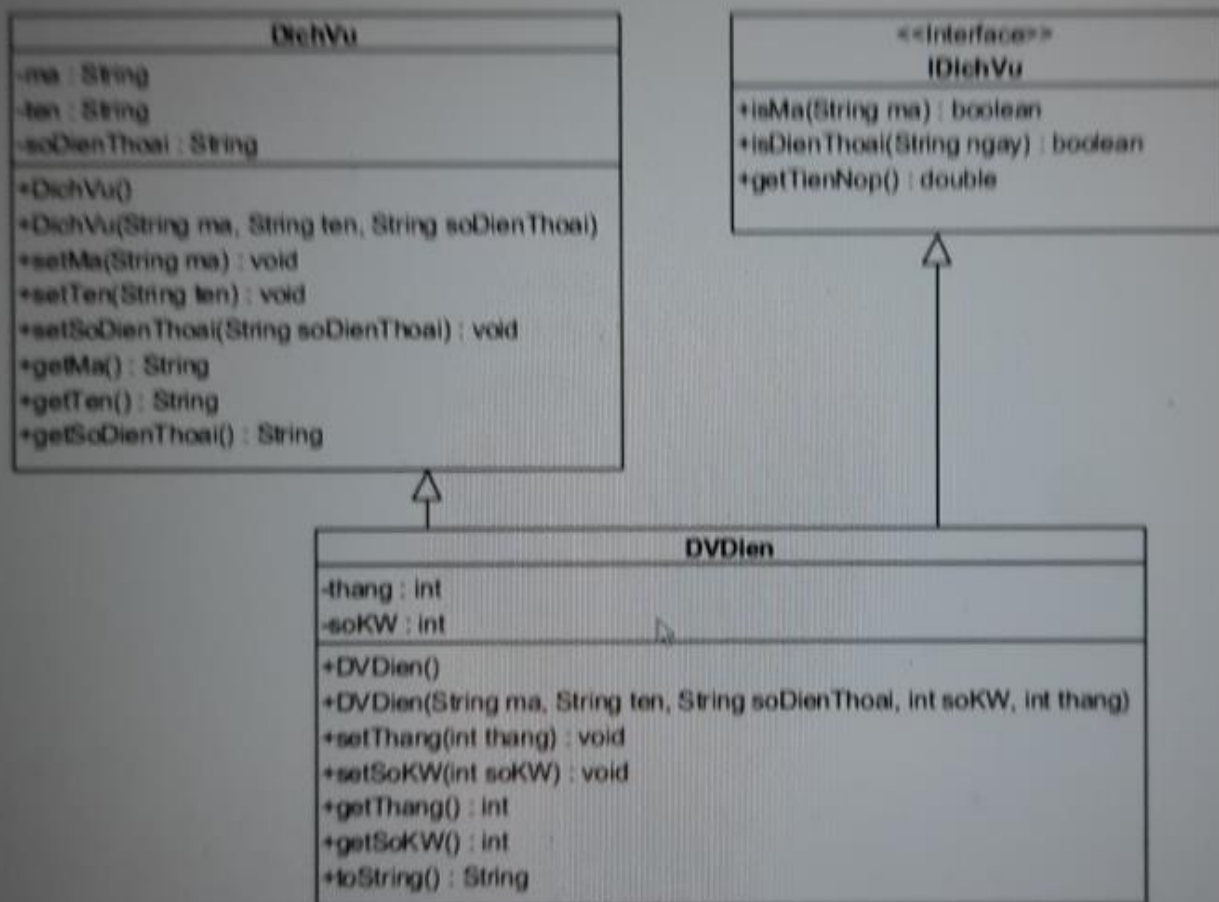 DichVu
-ma : String
-ten : String
-soDienThoai : String
+DichVu()
+DichVu(String ma, String ten, String soDienThoai)
+setMa(String ma) : void
+setTen(String ten) : void
+setSoDienThoai(String soDienThoai) : void
+getMa() : String
+getTen() : String
+getSoDienThoai() : String
<<Interface>>
IDichVu
+isMa(String ma) : boolean
+isDienThoai(String ngay) : boolean
+getTienNop() : double
DVDien
-thang : int
-soKW : int
+DVDien()
+DVDien(String ma, String ten, String soDienThoai, int soKW, int thang)
+setThang(int thang) : void
+setSoKW(int soKW) : void
+getThang() : int
+getSoKW() : int
+toString() : String